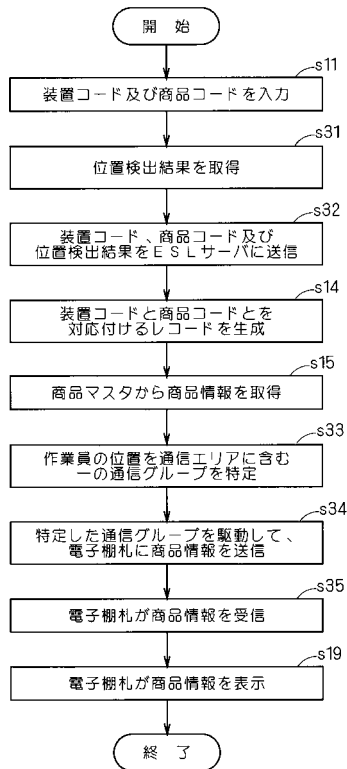 開始
s11
装置コード及び商品コードを入力
s31
位置検出結果を取得
s32
装置コード、商品コード及び
位置検出結果をESLサーバに送信
s14
装置コードと商品コードとを
対応付けるレコードを生成
s15
商品マスタから商品情報を取得
s33
作業員の位置を通信エリアに含む
一の通信グループを特定
s34
特定した通信グループを駆動して、
電子棚札に商品情報を送信
s35
電子棚札が商品情報を受信
s19
電子棚札が商品情報を表示
終了